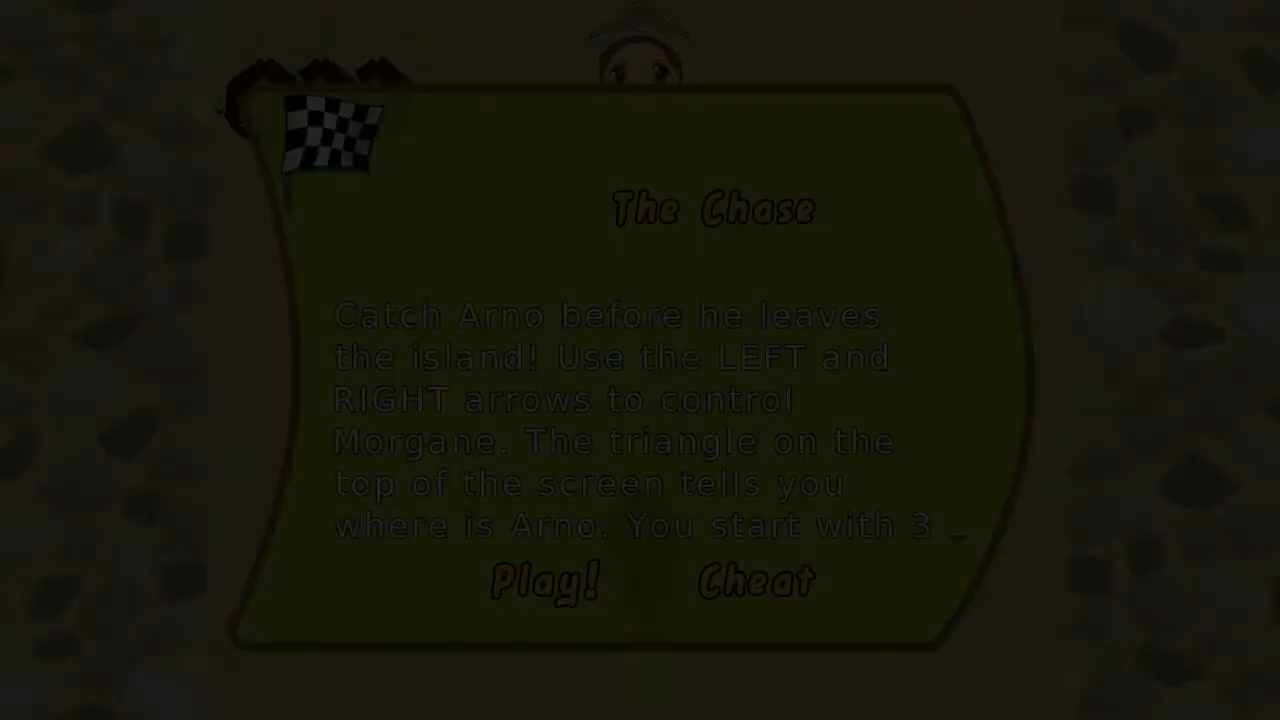 The Chase
Catch Arno before he leaves
the island! Use the LEFT and
RIGHT arrows to control
Morgane. The triangle on the
top of the screen tells you
where is Arno. You start with 3
Play! Cheat